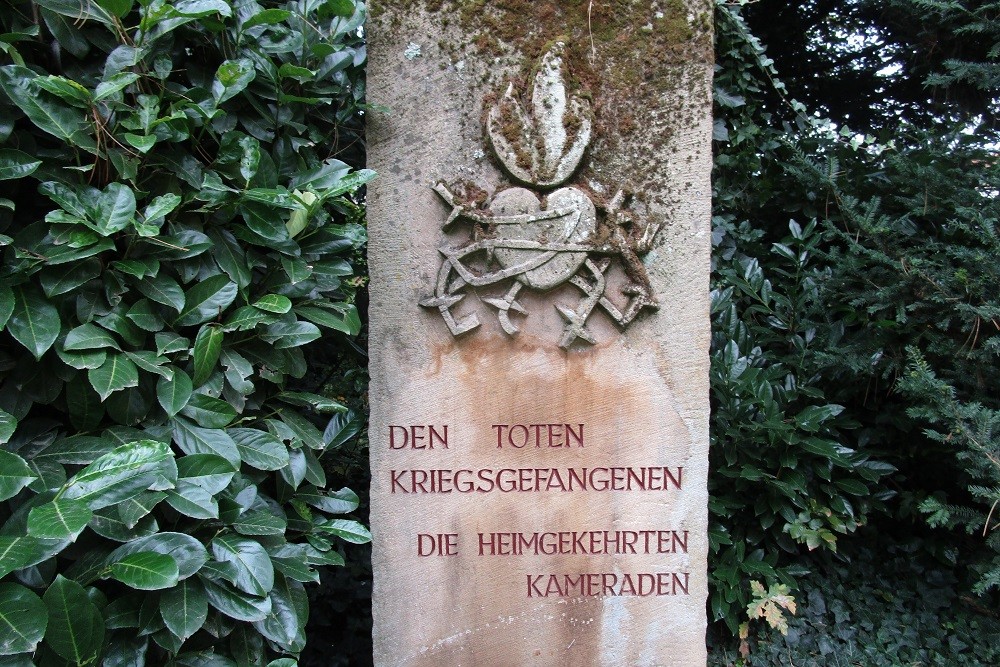 DEN TOTEN
KRIEGSGEFANGENEN
DIE HEIMGEKEHRTEN
KAMERADEN